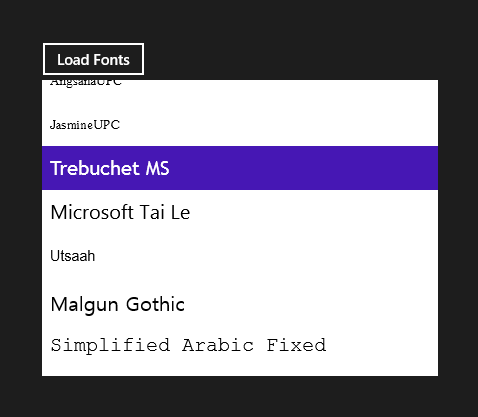 Load Fonts
AngsanaUPC
JasmineUPC
Trebuchet MS
Microsoft Tai Le
Utsaah
Malgun Gothic
Simplified Arabic Fixed